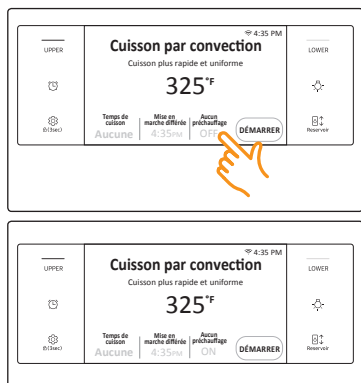 4:35 PM
UPPER
Cuisson par convection
LOWER
Cuisson plus rapide et uniforme
325°F
(3sec)
Temps de cuisson
Aucune
Mise en marche différée
4:35PM
Aucun préchauffage
OFF
DÉMARRER
Reservoir
4:35 PM
UPPER
Cuisson par convection
LOWER
Cuisson plus rapide et uniforme
325°F
(3sec)
Temps de cuisson
Aucune
Mise en marche différée
4:35PM
Aucun préchauffage
ON
DÉMARRER
Reservoir